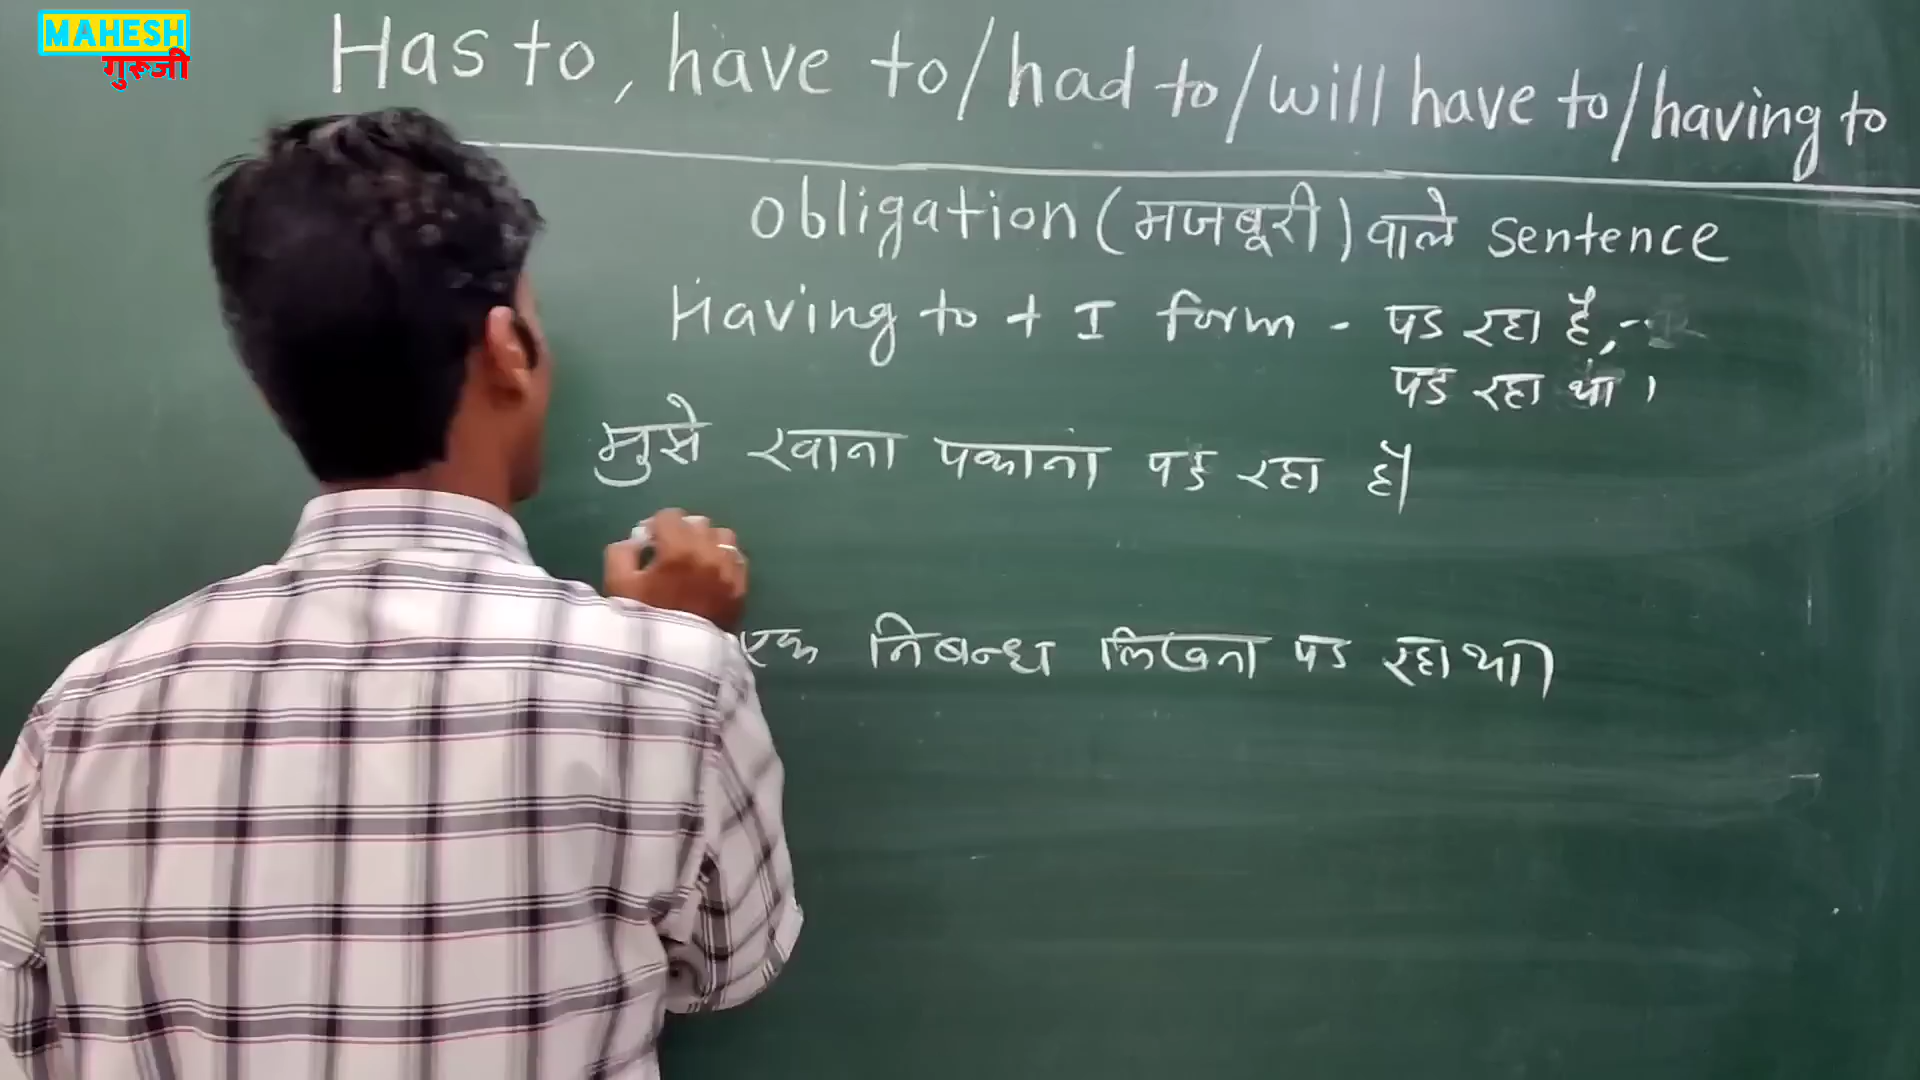 MAHESH
गुरूजी
Has to, have to/had to/will have to/having to
obligation (मजबूरी) वाले sentence
Having to + I form - पड रहा है,
पड रहा था।
मुझे खाना पकाना पड रहा है।
एक निबन्ध लिखना पड रहा था।